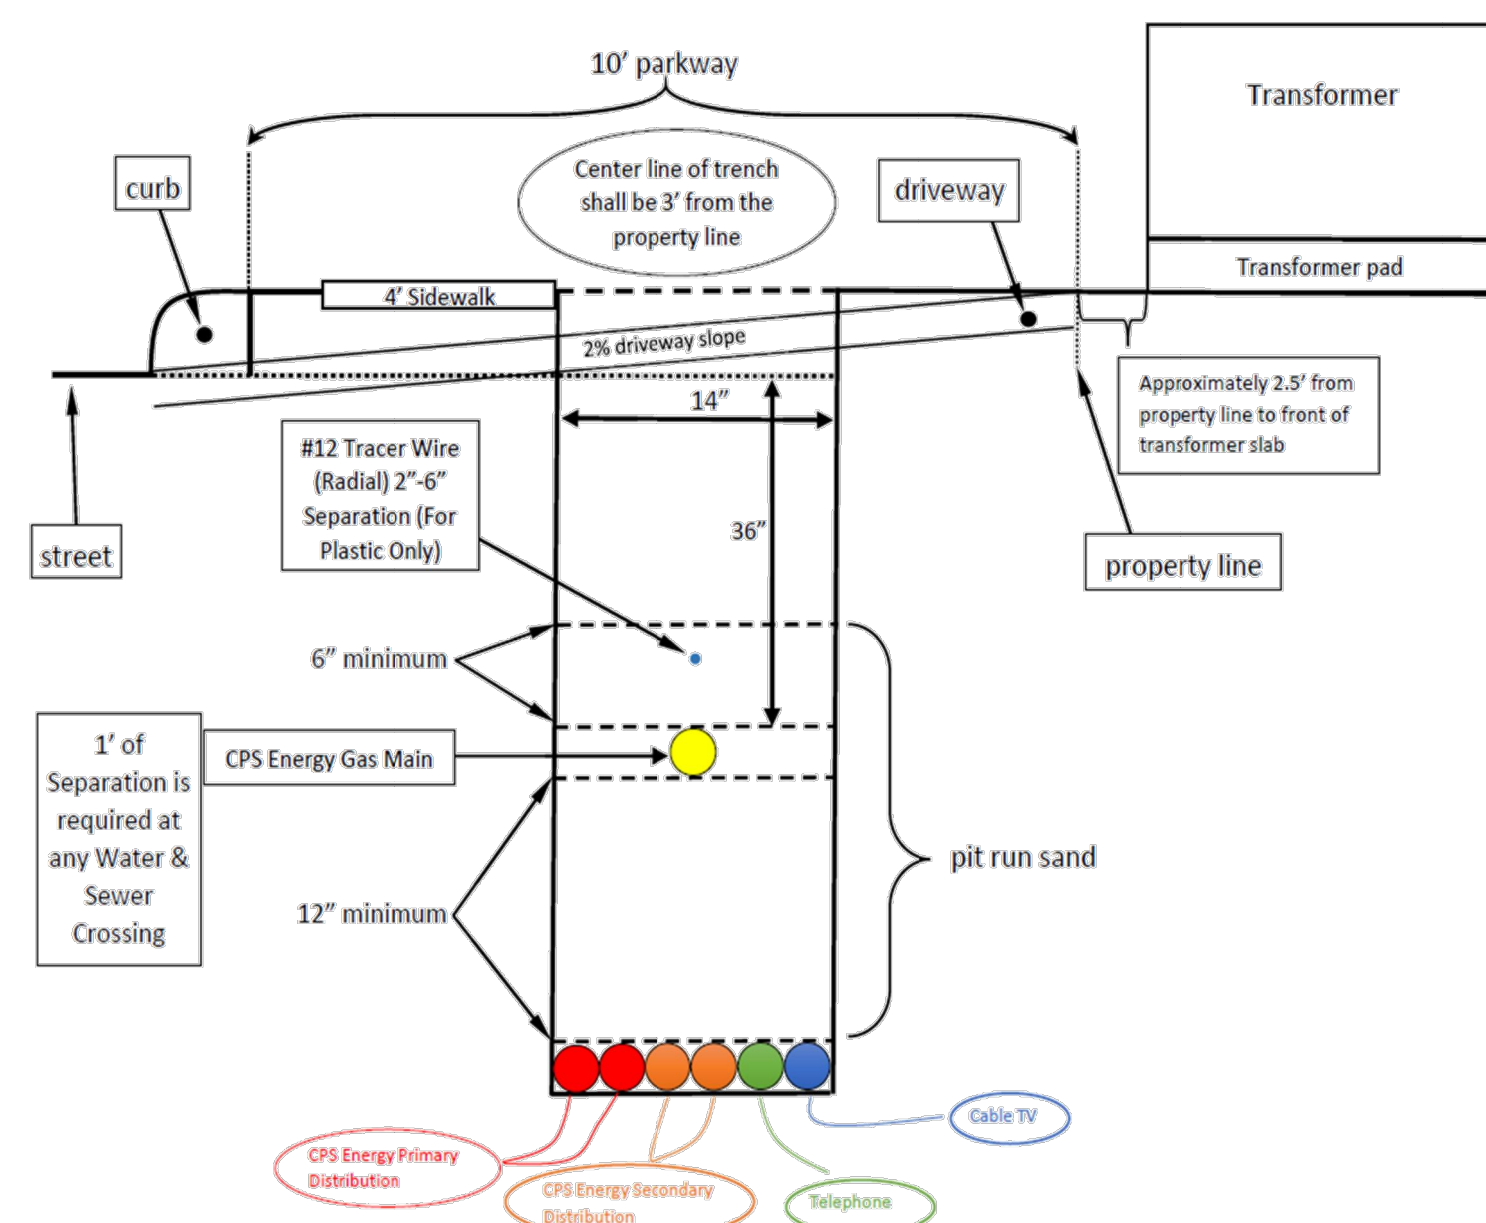 10’ parkway
Transformer
curb
Center line of trench
shall be 3’ from the
property line
driveway
Transformer pad
4’ Sidewalk
2% driveway slope
14”
Approximately 2.5’ from
property line to front of
transformer slab
#12 Tracer Wire
(Radial) 2”-6”
Separation (For
Plastic Only)
36”
street
property line
6” minimum
1’ of
Separation is
required at
any Water &
Sewer
Crossing
CPS Energy Gas Main
pit run sand
12” minimum
Cable TV
CPS Energy Primary
Distribution
CPS Energy Secondary
Distribution
Telephone